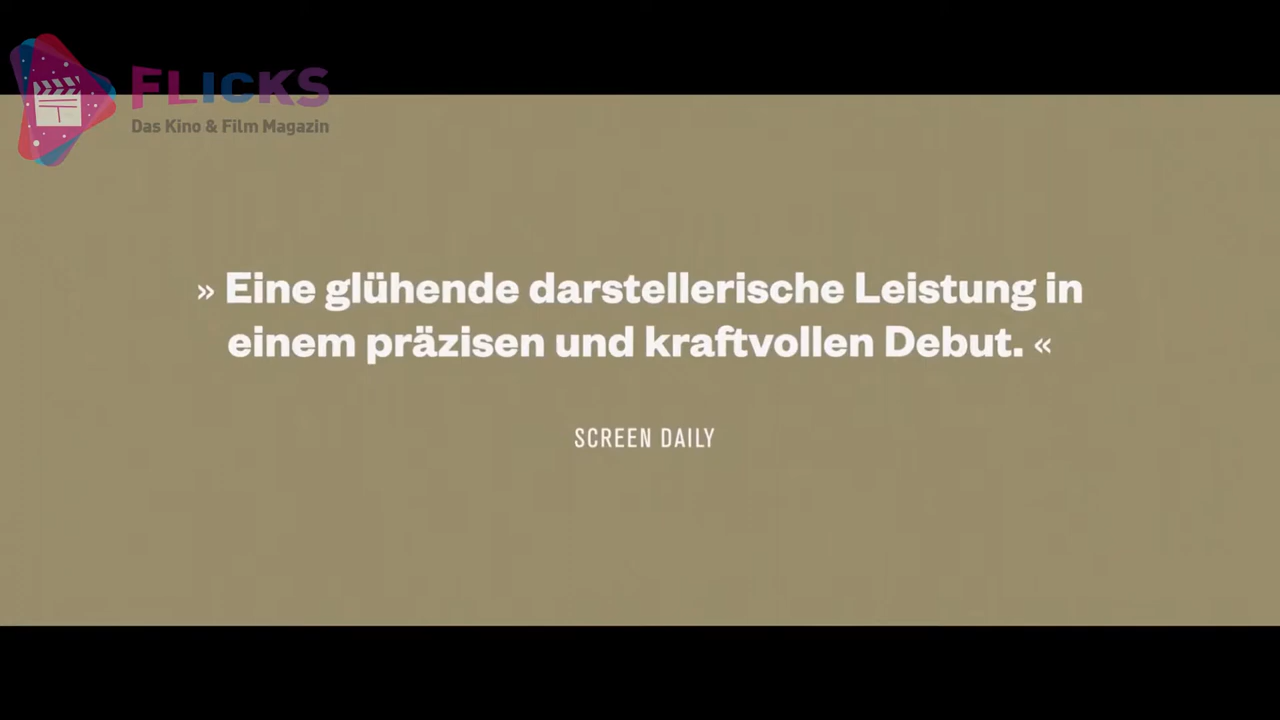 FLICKS
Das Kino & Film Magazin
» Eine glühende darstellerische Leistung in
einem präzisen und kraftvollen Debut. «
SCREEN DAILY